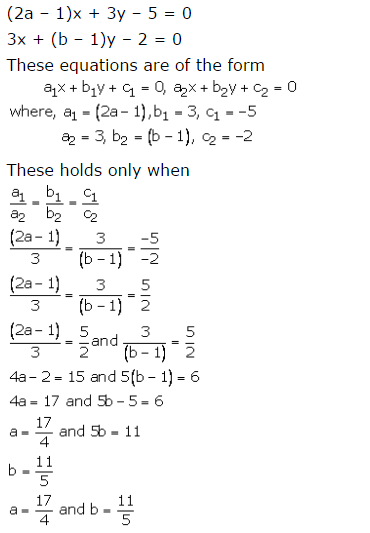 (2a − 1)x + 3y − 5 = 0
3x + (b − 1)y − 2 = 0
These equations are of the form
a₁x + b₁y + c₁ = 0, a₂x + b₂y + c₂ = 0
where, a₁ = (2a − 1), b₁ = 3, c₁ = −5
a₂ = 3, b₂ = (b − 1), c₂ = −2
These holds only when
a₁/a₂ = b₁/b₂ = c₁/c₂
(2a − 1)/3 = 3/(b − 1) = −5/−2
(2a − 1)/3 = 3/(b − 1) = 5/2
(2a − 1)/3 = 5/2 and 3/(b − 1) = 5/2
4a − 2 = 15 and 5(b − 1) = 6
4a = 17 and 5b − 5 = 6
a = 17/4 and 5b = 11
b = 11/5
a = 17/4 and b = 11/5